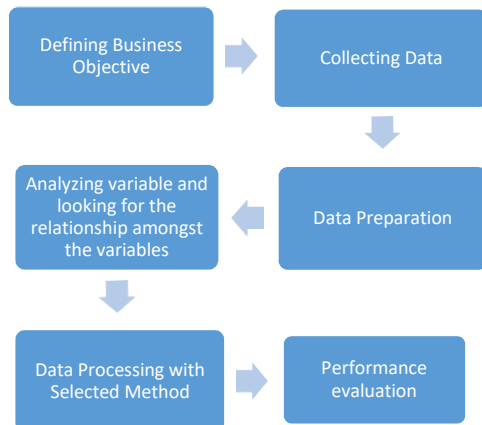 Defining Business
Objective
Collecting Data
Data Preparation
Analyzing variable and
looking for the
relationship amongst
the variables
Data Processing with
Selected Method
Performance
evaluation